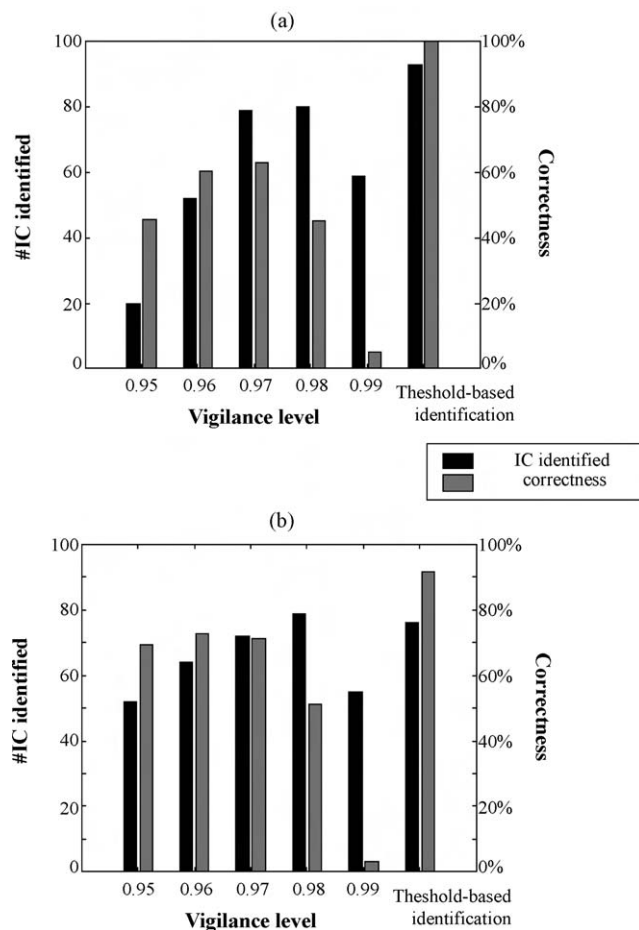 (a)
100
80
60
40
20
0
#IC identified
100%
80%
60%
40%
20%
0%
Correctness
0.95 0.96 0.97 0.98 0.99 Theshold-based
identification
Vigilance level
IC identified
correctness
(b)
100
80
60
40
20
0
#IC identified
100%
80%
60%
40%
20%
0%
Correctness
0.95 0.96 0.97 0.98 0.99 Theshold-based
identification
Vigilance level